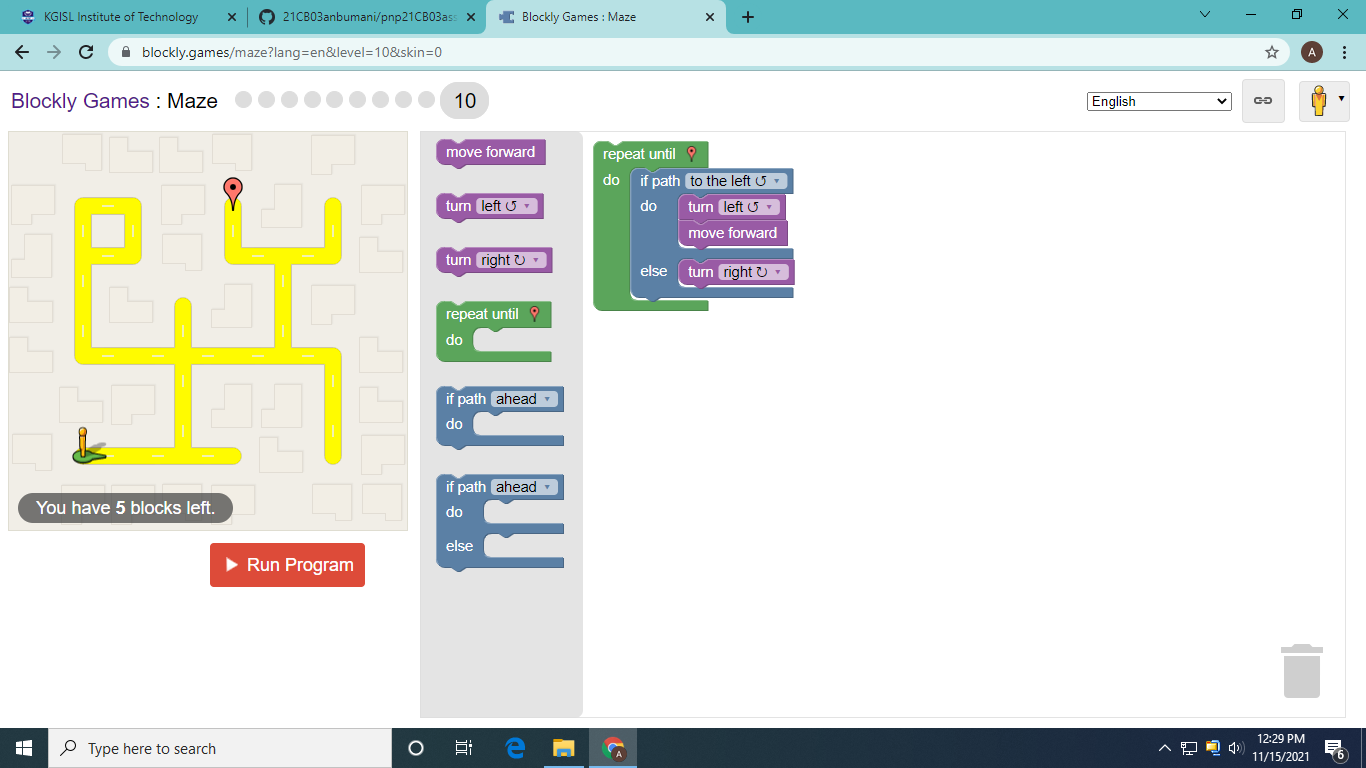 KGISL Institute of Technology
21CB03anbumani/pnp21CB03ass
Blockly Games : Maze
blockly.games/maze?lang=en&level=10&skin=0
A
Blockly Games : Maze
10
English
move forward
turn left ↺
turn right ↻
repeat until
do
if path ahead
do
if path ahead
do
else
repeat until
do
if path to the left ↺
do
turn left ↺
move forward
else
turn right ↻
You have 5 blocks left.
Run Program
Type here to search
A
12:29 PM
11/15/2021
6